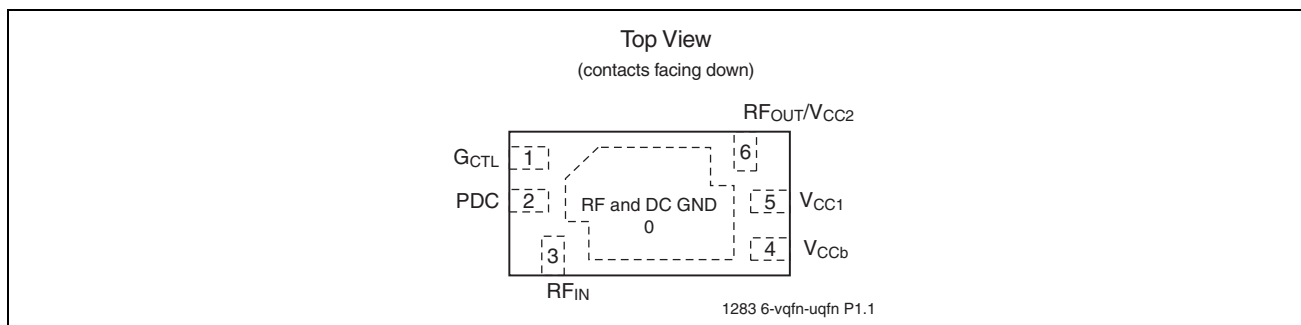 Top View
(contacts facing down)
RFOUT/VCC2
6
GCTL
1
PDC
2
RF and DC GND
0
5
VCC1
4
VCCb
3
RFIN
1283 6-vqfn-uqfn P1.1